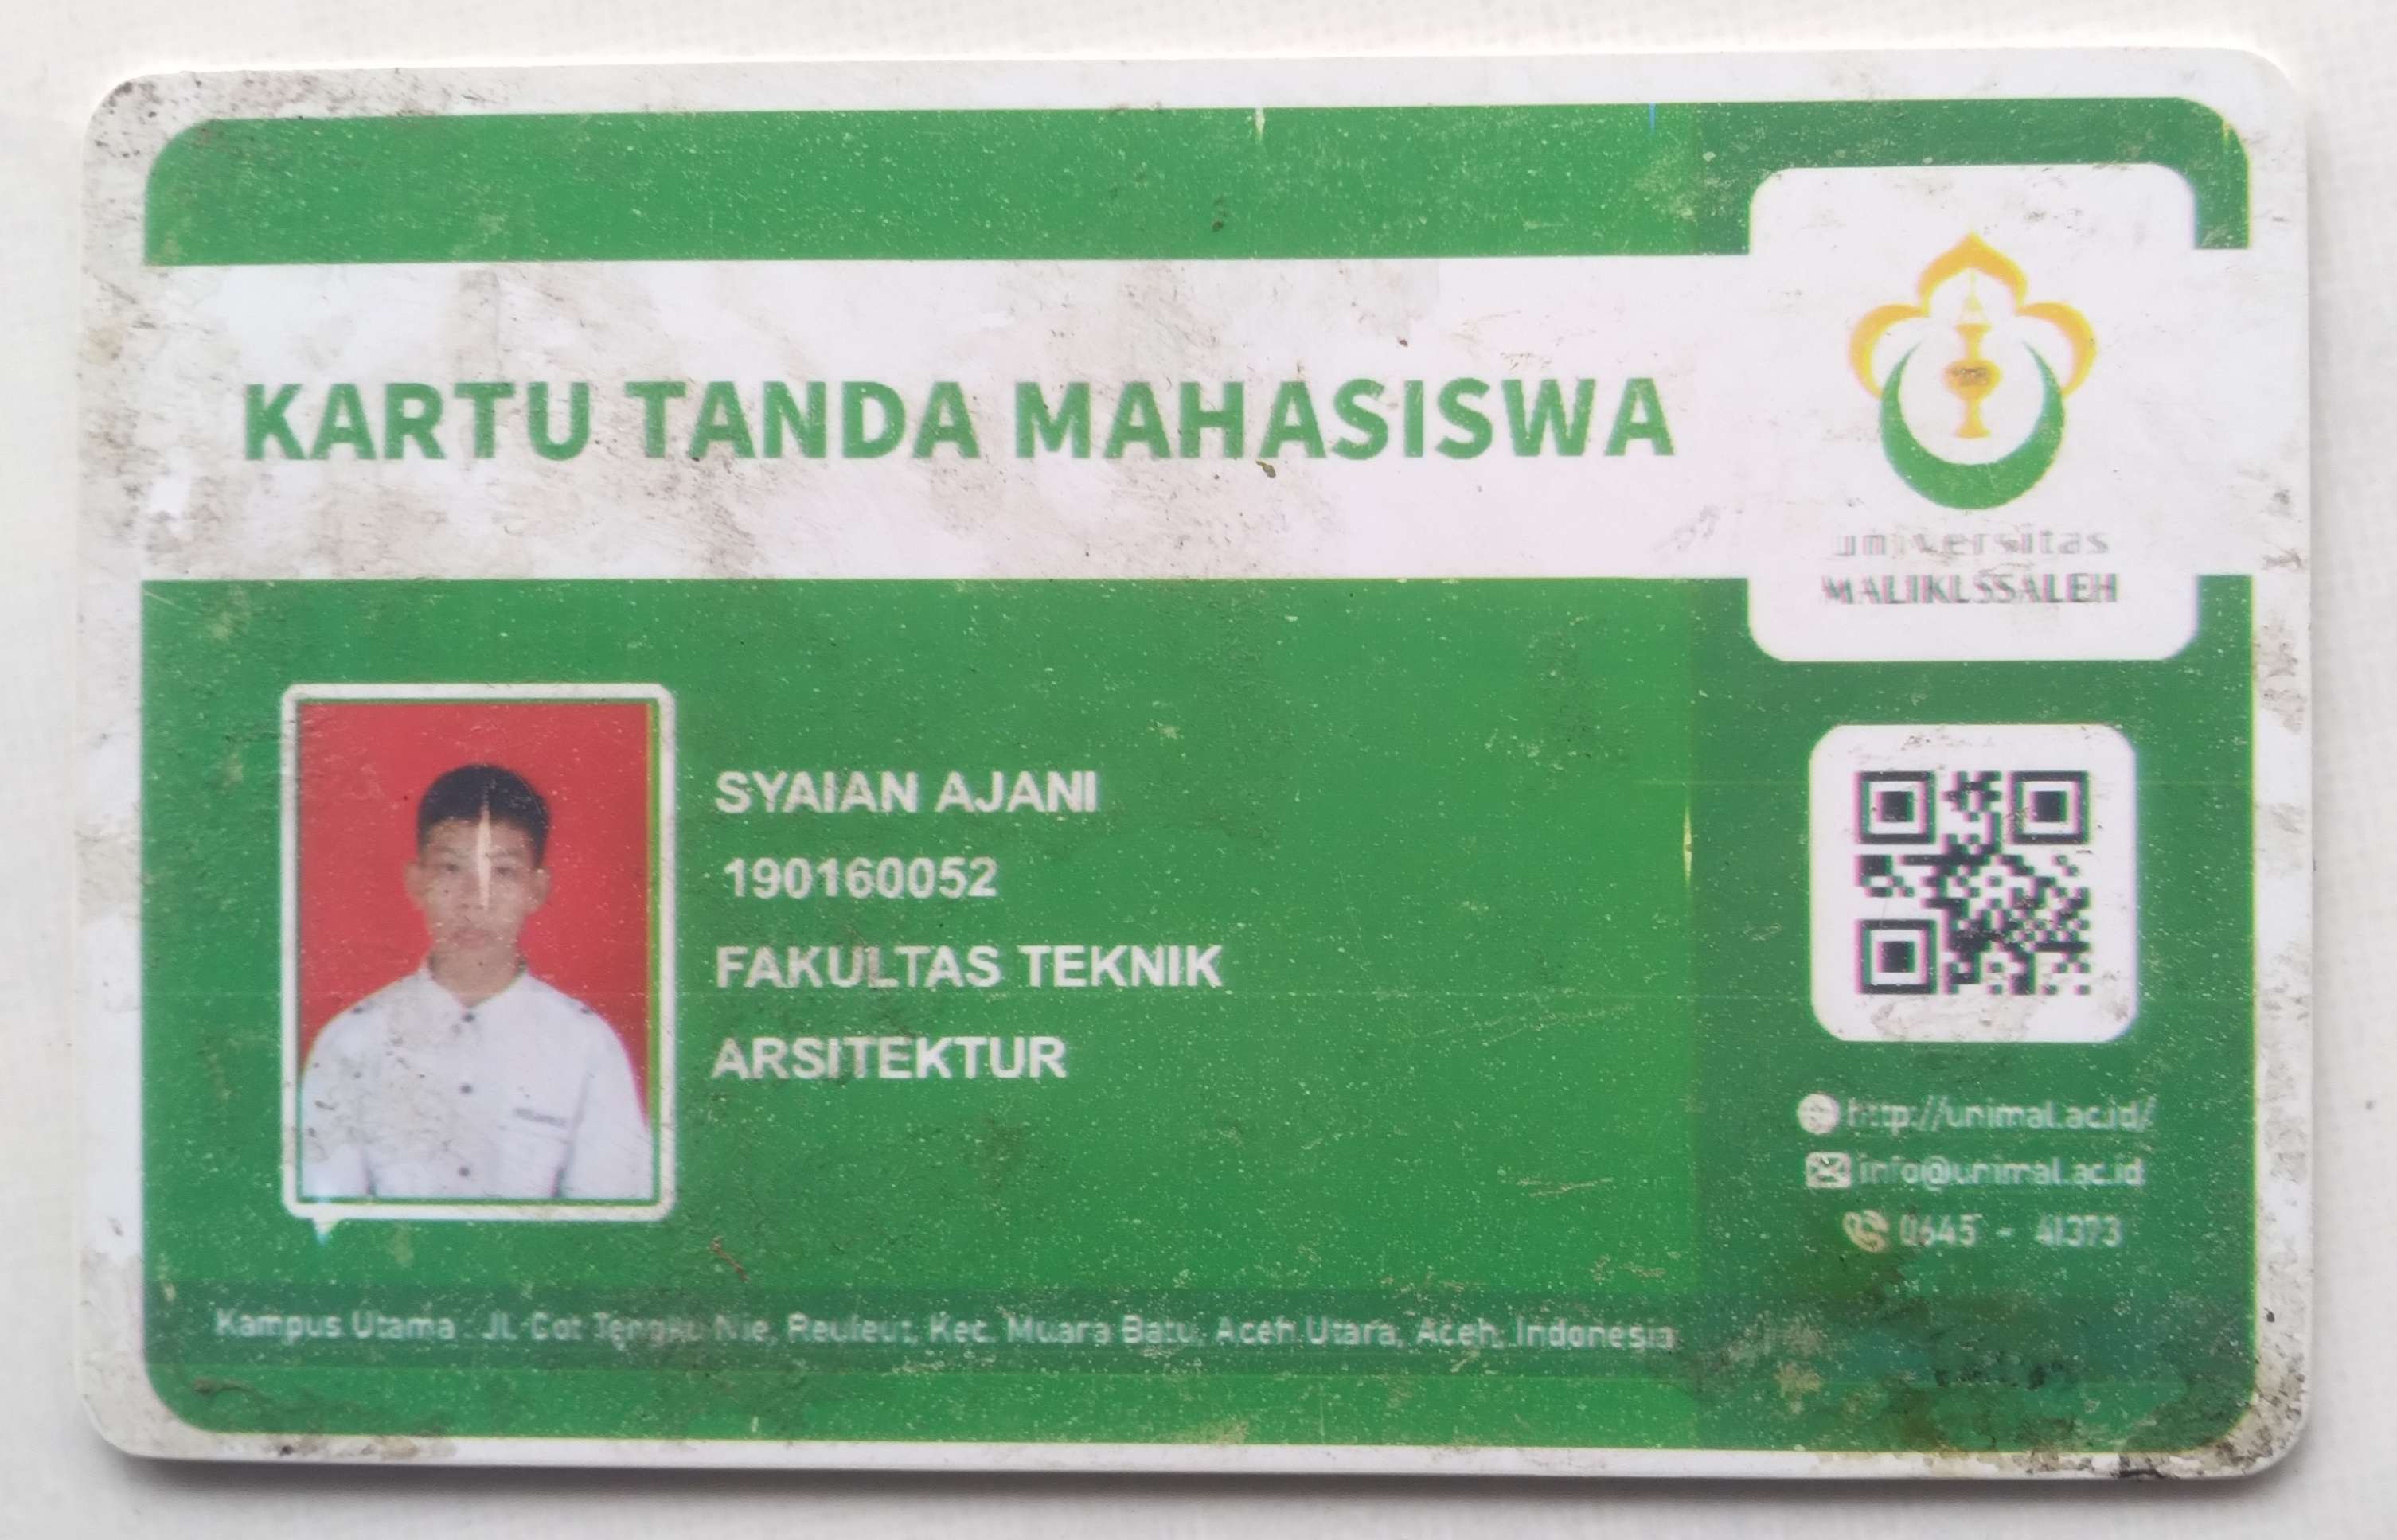 KARTU TANDA MAHASISWA
universitas
MALIKUSSALEH
SYAIAN AJANI
190160052
FAKULTAS TEKNIK
ARSITEKTUR
http://unimal.ac.id/
info@unimal.ac.id
0645 - 41373
Kampus Utama : Jl. Cot Tengku Nie, Reuleut, Kec. Muara Batu, Aceh Utara, Aceh, Indonesia